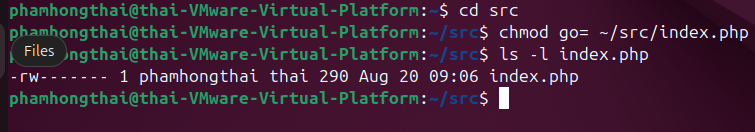 phamhongthai@thai-VMware-Virtual-Platform:~$ cd src
phamhongthai@thai-VMware-Virtual-Platform:~/src$ chmod go= ~/src/index.php
Files
phamhongthai@thai-VMware-Virtual-Platform:~/src$ ls -l index.php
-rw------- 1 phamhongthai thai 290 Aug 20 09:06 index.php
phamhongthai@thai-VMware-Virtual-Platform:~/src$